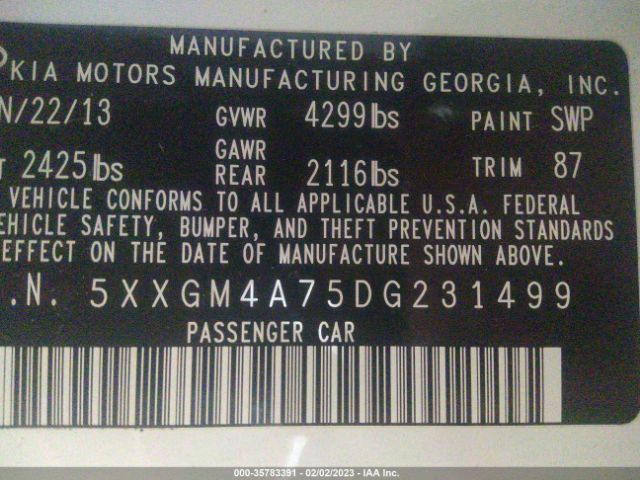 MANUFACTURED BY
KIA MOTORS MANUFACTURING GEORGIA, INC.
N/22/13 GVWR 4299lbs PAINT SWP
T 2425lbs GAWR REAR 2116lbs TRIM 87
VEHICLE CONFORMS TO ALL APPLICABLE U.S.A. FEDERAL
EHICLE SAFETY, BUMPER, AND THEFT PREVENTION STANDARDS
EFFECT ON THE DATE OF MANUFACTURE SHOWN ABOVE.
.N. 5XXGM4A75DG231499
PASSENGER CAR
000-35783391 - 02/02/2023 - IAA Inc.